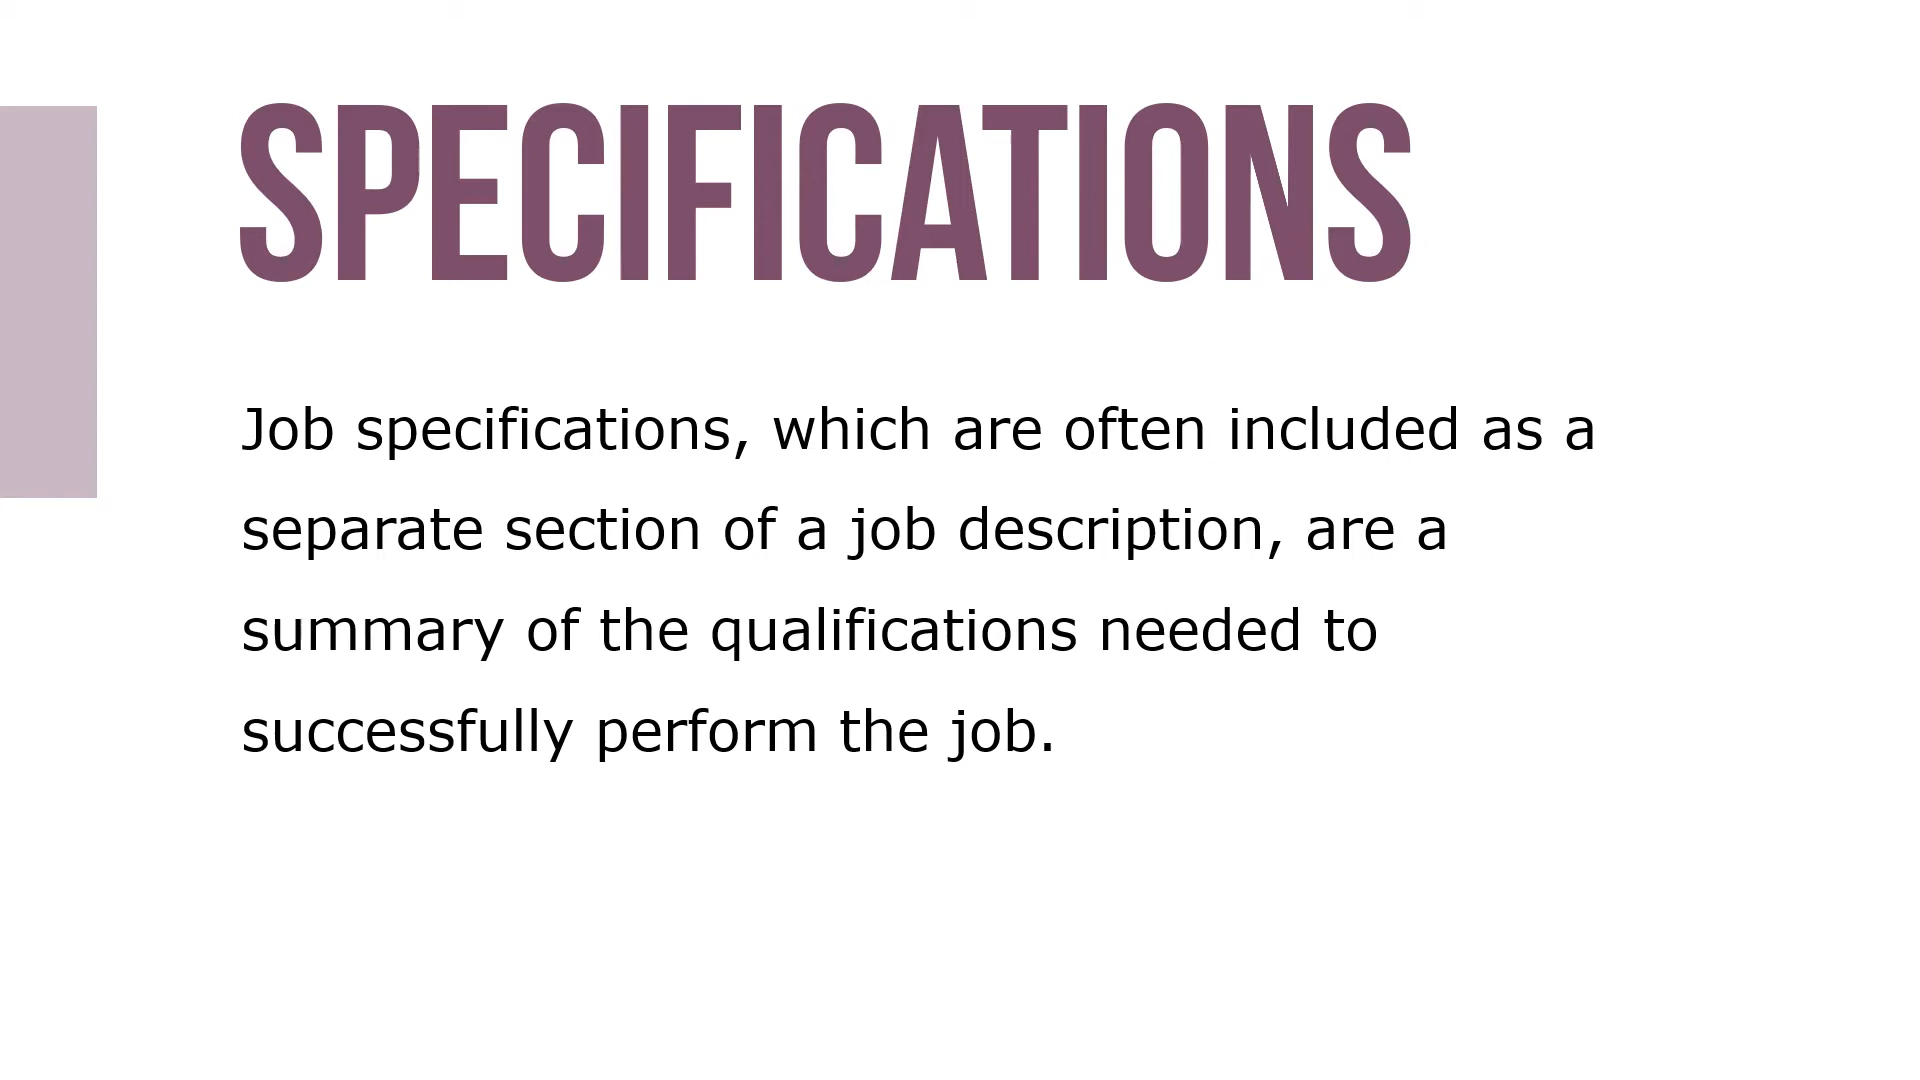 SPECIFICATIONS
Job specifications, which are often included as a
separate section of a job description, are a
summary of the qualifications needed to
successfully perform the job.